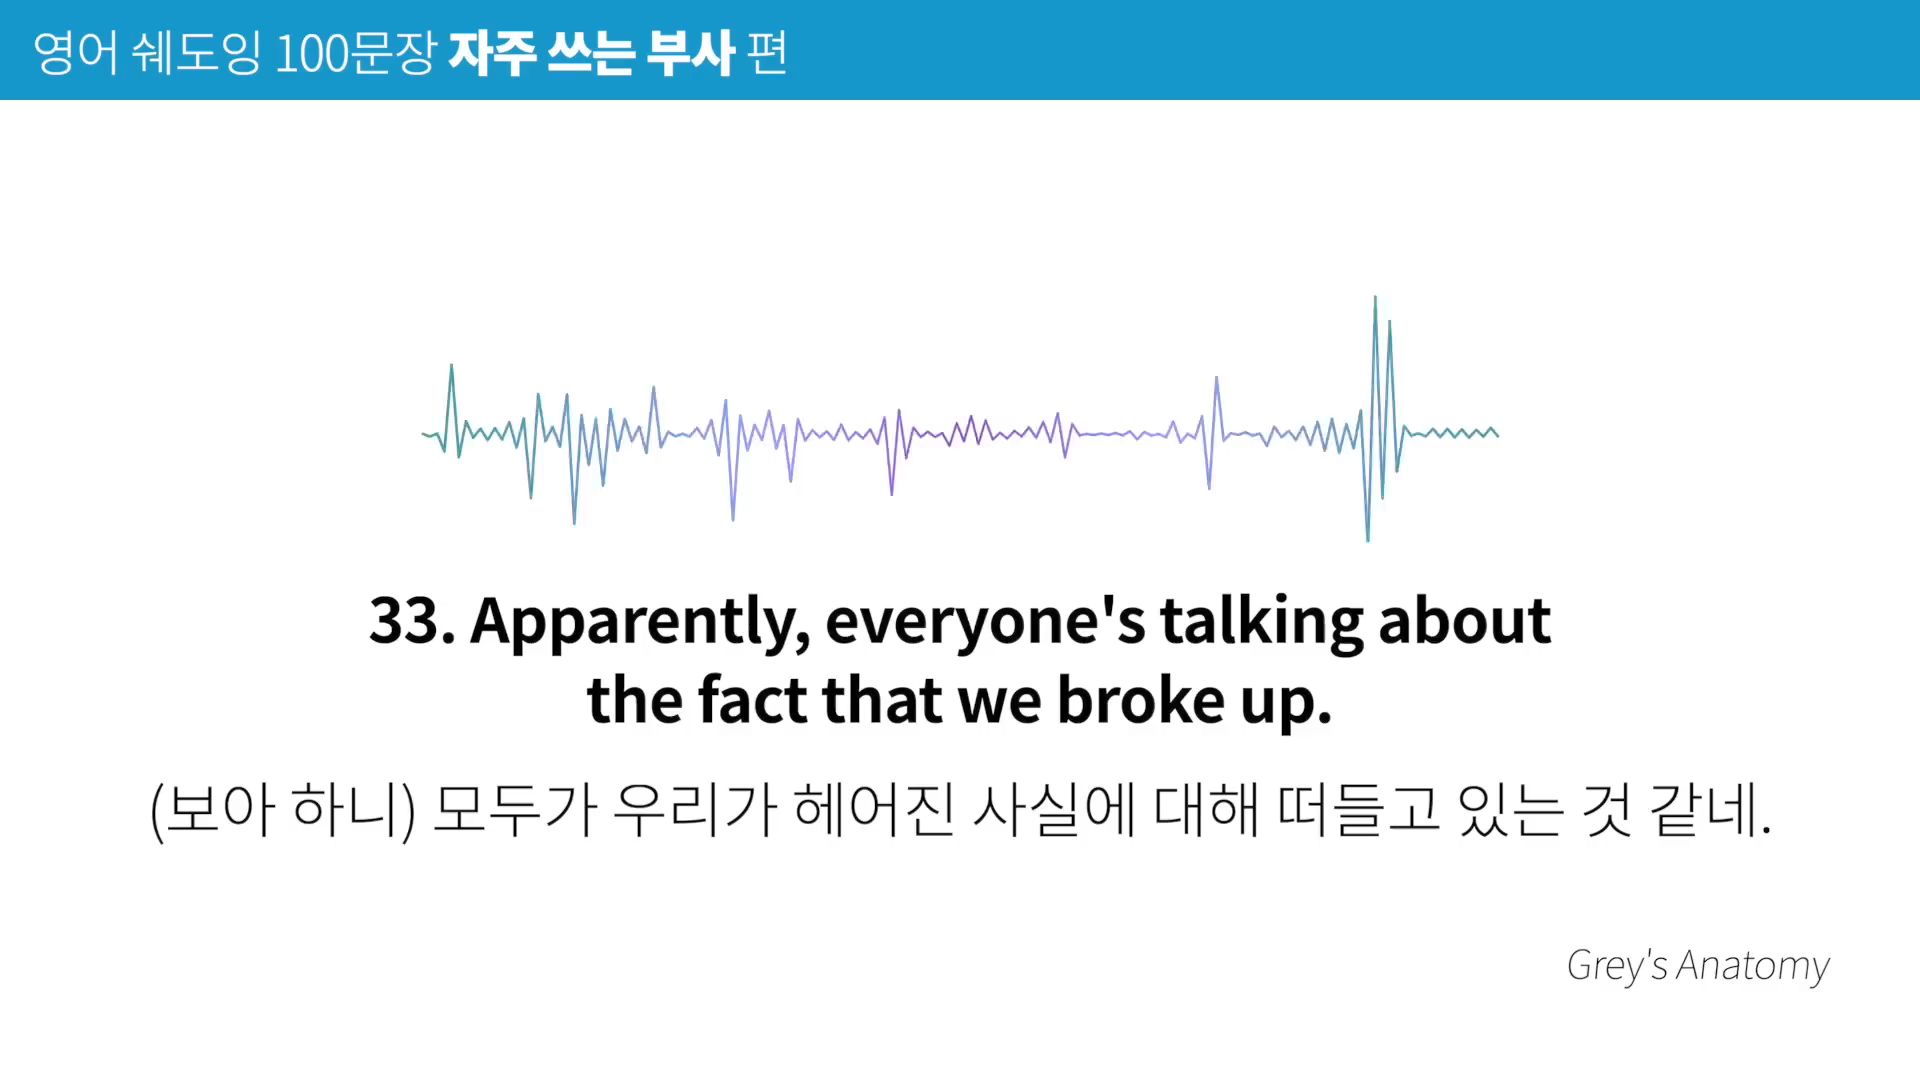 영어 쉐도잉 100문장 자주 쓰는 부사 편
33. Apparently, everyone's talking about
the fact that we broke up.
(보아 하니) 모두가 우리가 헤어진 사실에 대해 떠들고 있는 것 같네.
Grey's Anatomy